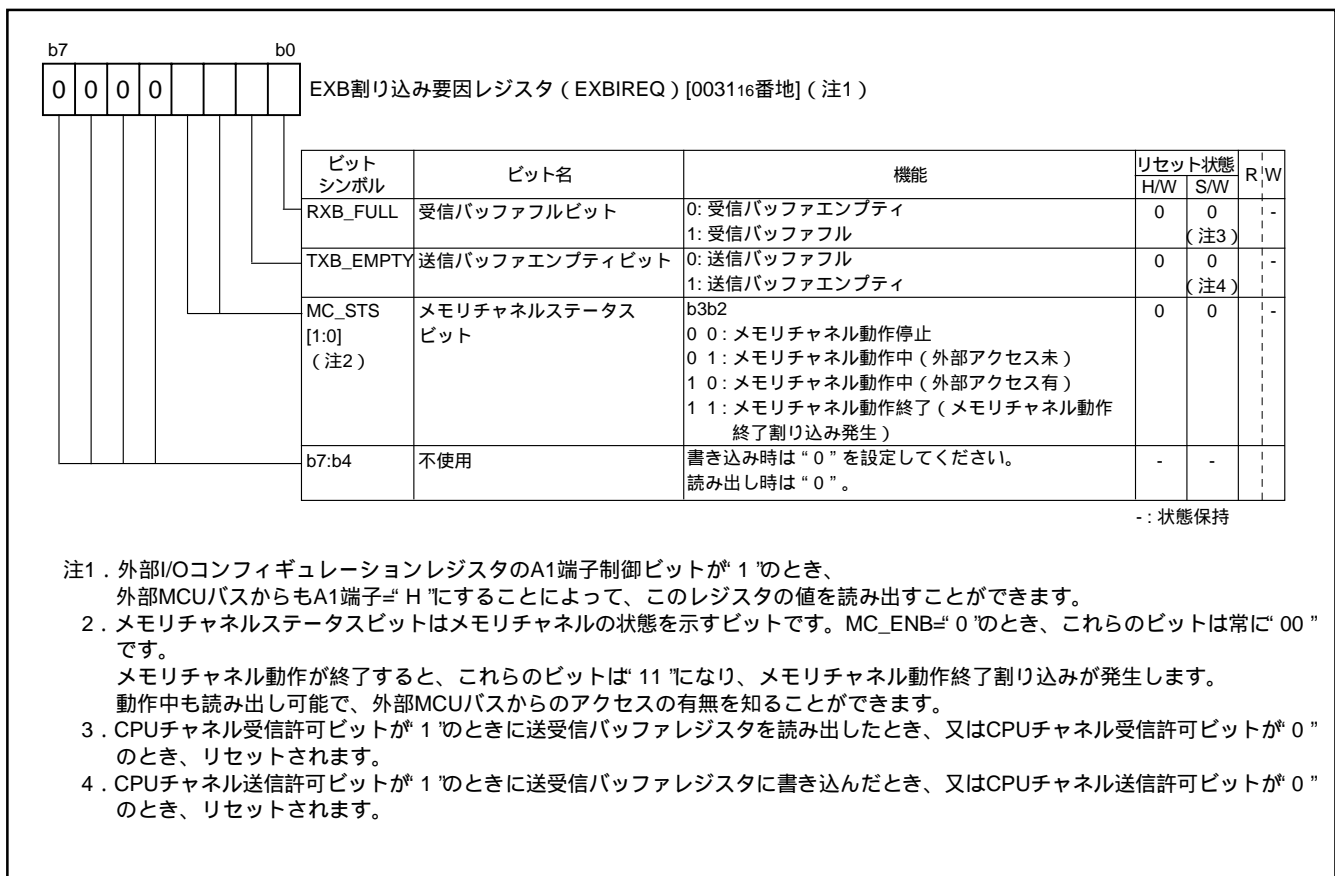 b7 b0
0 0 0 0 EXB割り込み要因レジスタ（EXBIREQ）[003116番地]（注1）
ビット
シンボル ビット名 機能 リセット状態 R W
H/W S/W
RXB_FULL 受信バッファフルビット 0: 受信バッファエンプティ 0 0 -
1: 受信バッファフル （注3）
TXB_EMPTY 送信バッファエンプティビット 0: 送信バッファフル 0 0 -
1: 送信バッファエンプティ （注4）
MC_STS メモリチャネルステータス b3b2 0 0 -
[1:0] ビット 0 0 : メモリチャネル動作停止
（注2） 0 1 : メモリチャネル動作中（外部アクセス未）
1 0 : メモリチャネル動作中（外部アクセス有）
1 1 : メモリチャネル動作終了（メモリチャネル動作
終了割り込み発生）
b7:b4 不使用 書き込み時は“0”を設定してください。 - -
読み出し時は“0”。
- : 状態保持
注1．外部I/OコンフィギュレーションレジスタのA1端子制御ビットが“1”のとき、
外部MCUバスからもA1端子=“H”にすることによって、このレジスタの値を読み出すことができます。
2．メモリチャネルステータスビットはメモリチャネルの状態を示すビットです。MC_ENB=“0”のとき、これらのビットは常に“00”
です。
メモリチャネル動作が終了すると、これらのビットは“11”になり、メモリチャネル動作終了割り込みが発生します。
動作中も読み出し可能で、外部MCUバスからのアクセスの有無を知ることができます。
3．CPUチャネル受信許可ビットが“1”のときに送受信バッファレジスタを読み出したとき、又はCPUチャネル受信許可ビットが“0”
のとき、リセットされます。
4．CPUチャネル送信許可ビットが“1”のときに送受信バッファレジスタに書き込んだとき、又はCPUチャネル送信許可ビットが“0”
のとき、リセットされます。